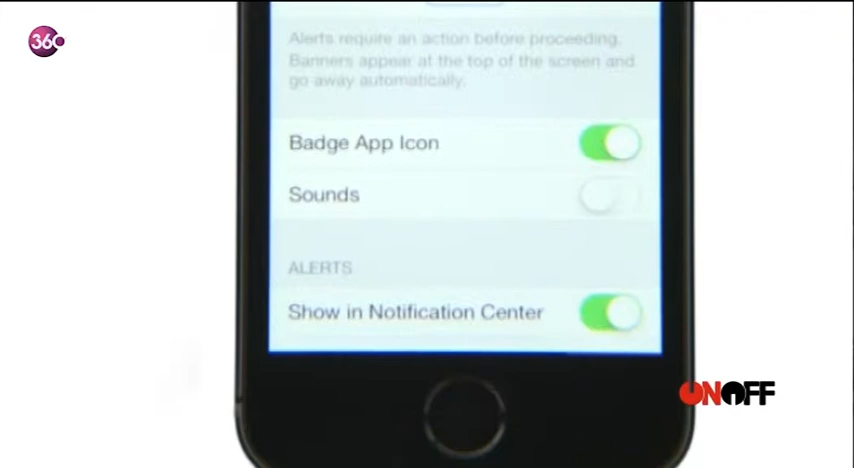 360
Alerts require an action before proceeding.
Banners appear at the top of the screen and
go away automatically.
Badge App Icon
Sounds
ALERTS
Show in Notification Center
ONOFF